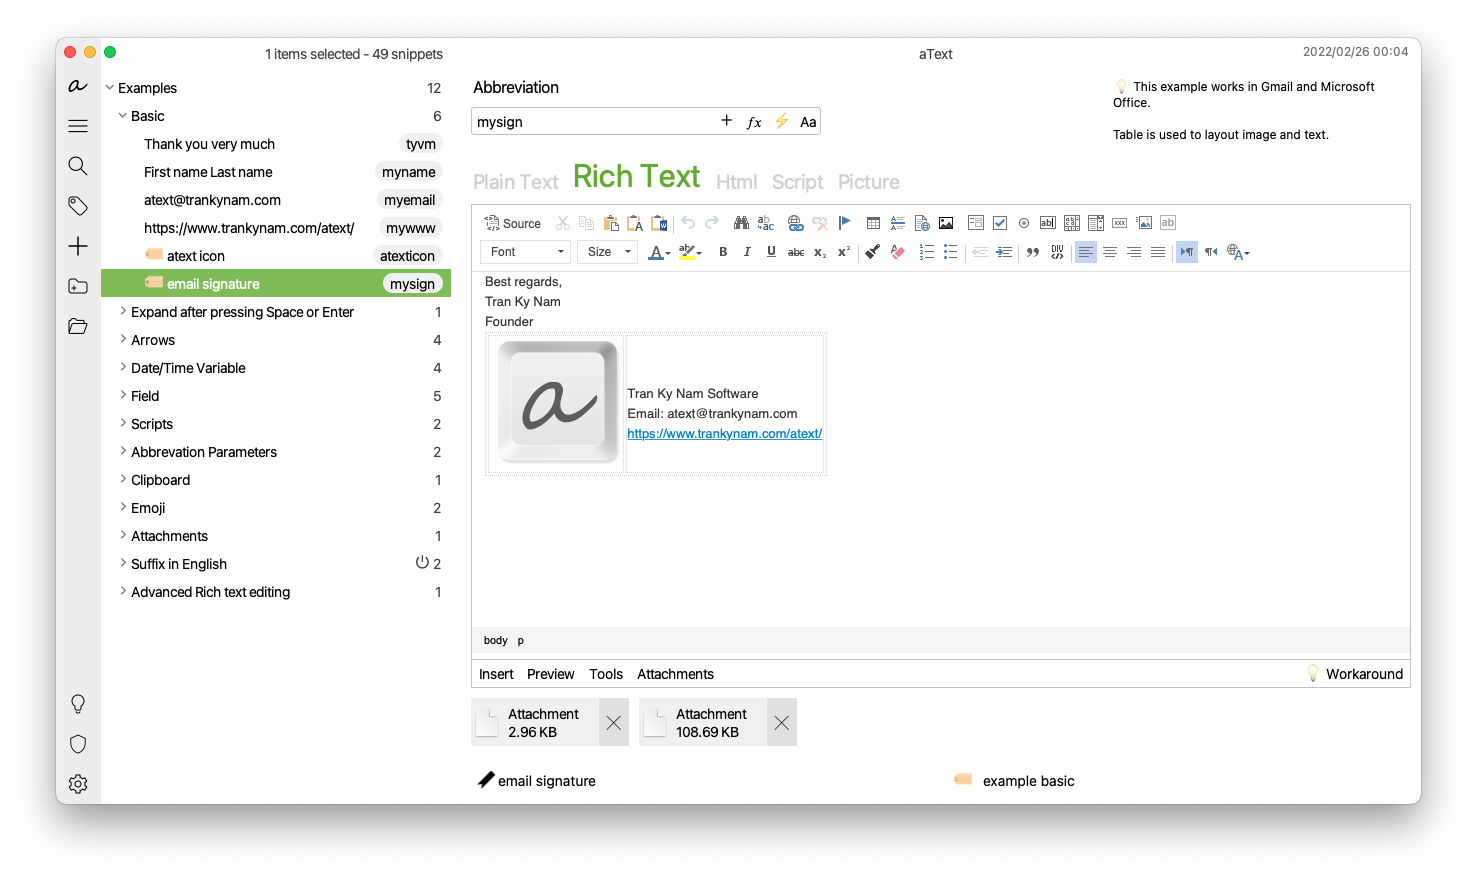 1 items selected - 49 snippets
aText
2022/02/26 00:04
Examples 12
Basic 6
Thank you very much tyvm
First name Last name myname
atext@trankynam.com myemail
https://www.trankynam.com/atext/ mywww
atext icon atexticon
email signature mysign
Expand after pressing Space or Enter 1
Arrows 4
Date/Time Variable 4
Field 5
Scripts 2
Abbrevation Parameters 2
Clipboard 1
Emoji 2
Attachments 1
Suffix in English 2
Advanced Rich text editing 1
Abbreviation
mysign + fx Aa
💡 This example works in Gmail and Microsoft
Office.
Table is used to layout image and text.
Plain Text Rich Text Html Script Picture
Source
Font Size A ab B I U abc x₂ x²
Best regards,
Tran Ky Nam
Founder
a
Tran Ky Nam Software
Email: atext@trankynam.com
https://www.trankynam.com/atext/
body p
Insert Preview Tools Attachments
💡 Workaround
Attachment
2.96 KB
Attachment
108.69 KB
email signature
example basic